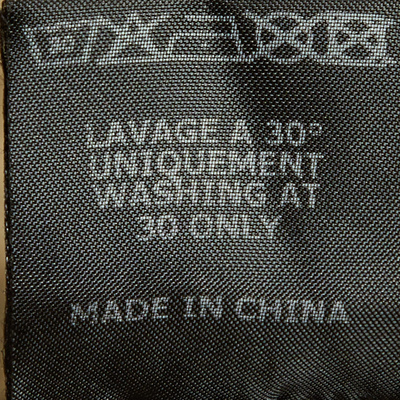 LAVAGE A 30°
UNIQUEMENT
WASHING AT
30 ONLY
MADE IN CHINA